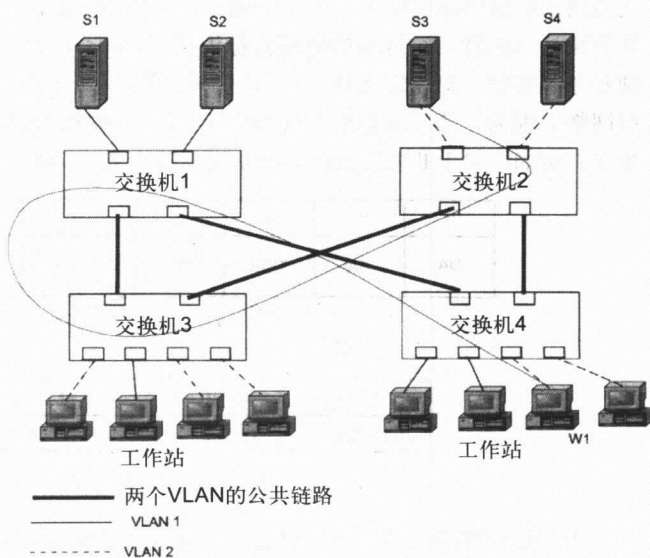 S1
S2
S3
S4
交换机1
交换机2
交换机3
交换机4
W1
工作站
工作站
两个VLAN的公共链路
VLAN 1
VLAN 2